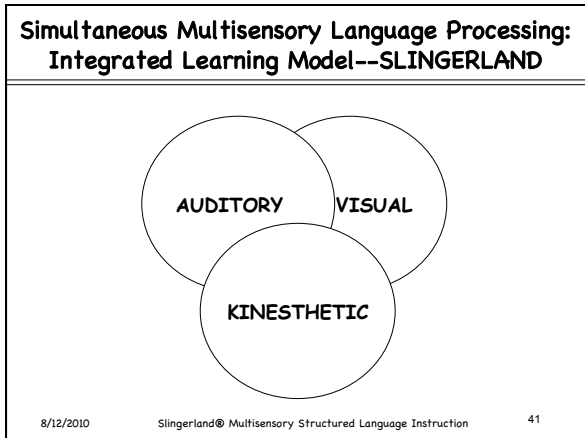 Simultaneous Multisensory Language Processing:
Integrated Learning Model--SLINGERLAND
AUDITORY
VISUAL
KINESTHETIC
8/12/2010
Slingerland® Multisensory Structured Language Instruction
41